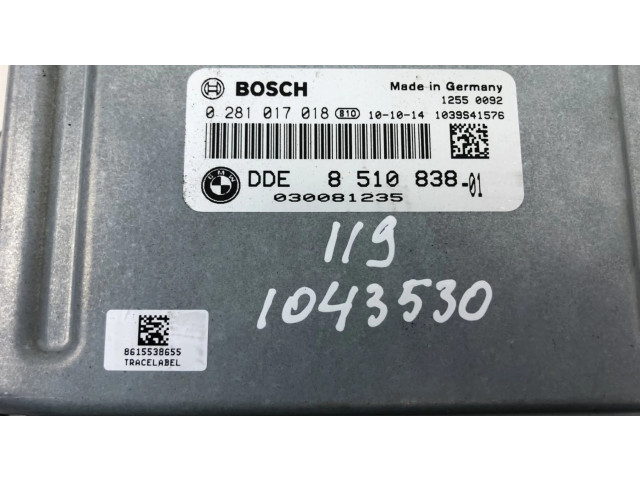 BOSCH Made in Germany
1255 0092
0 281 017 018 810 10-10-14 1039S41576
BMW DDE 8 510 838-01
030081235
119
1043530
8615538655
TRACELABEL